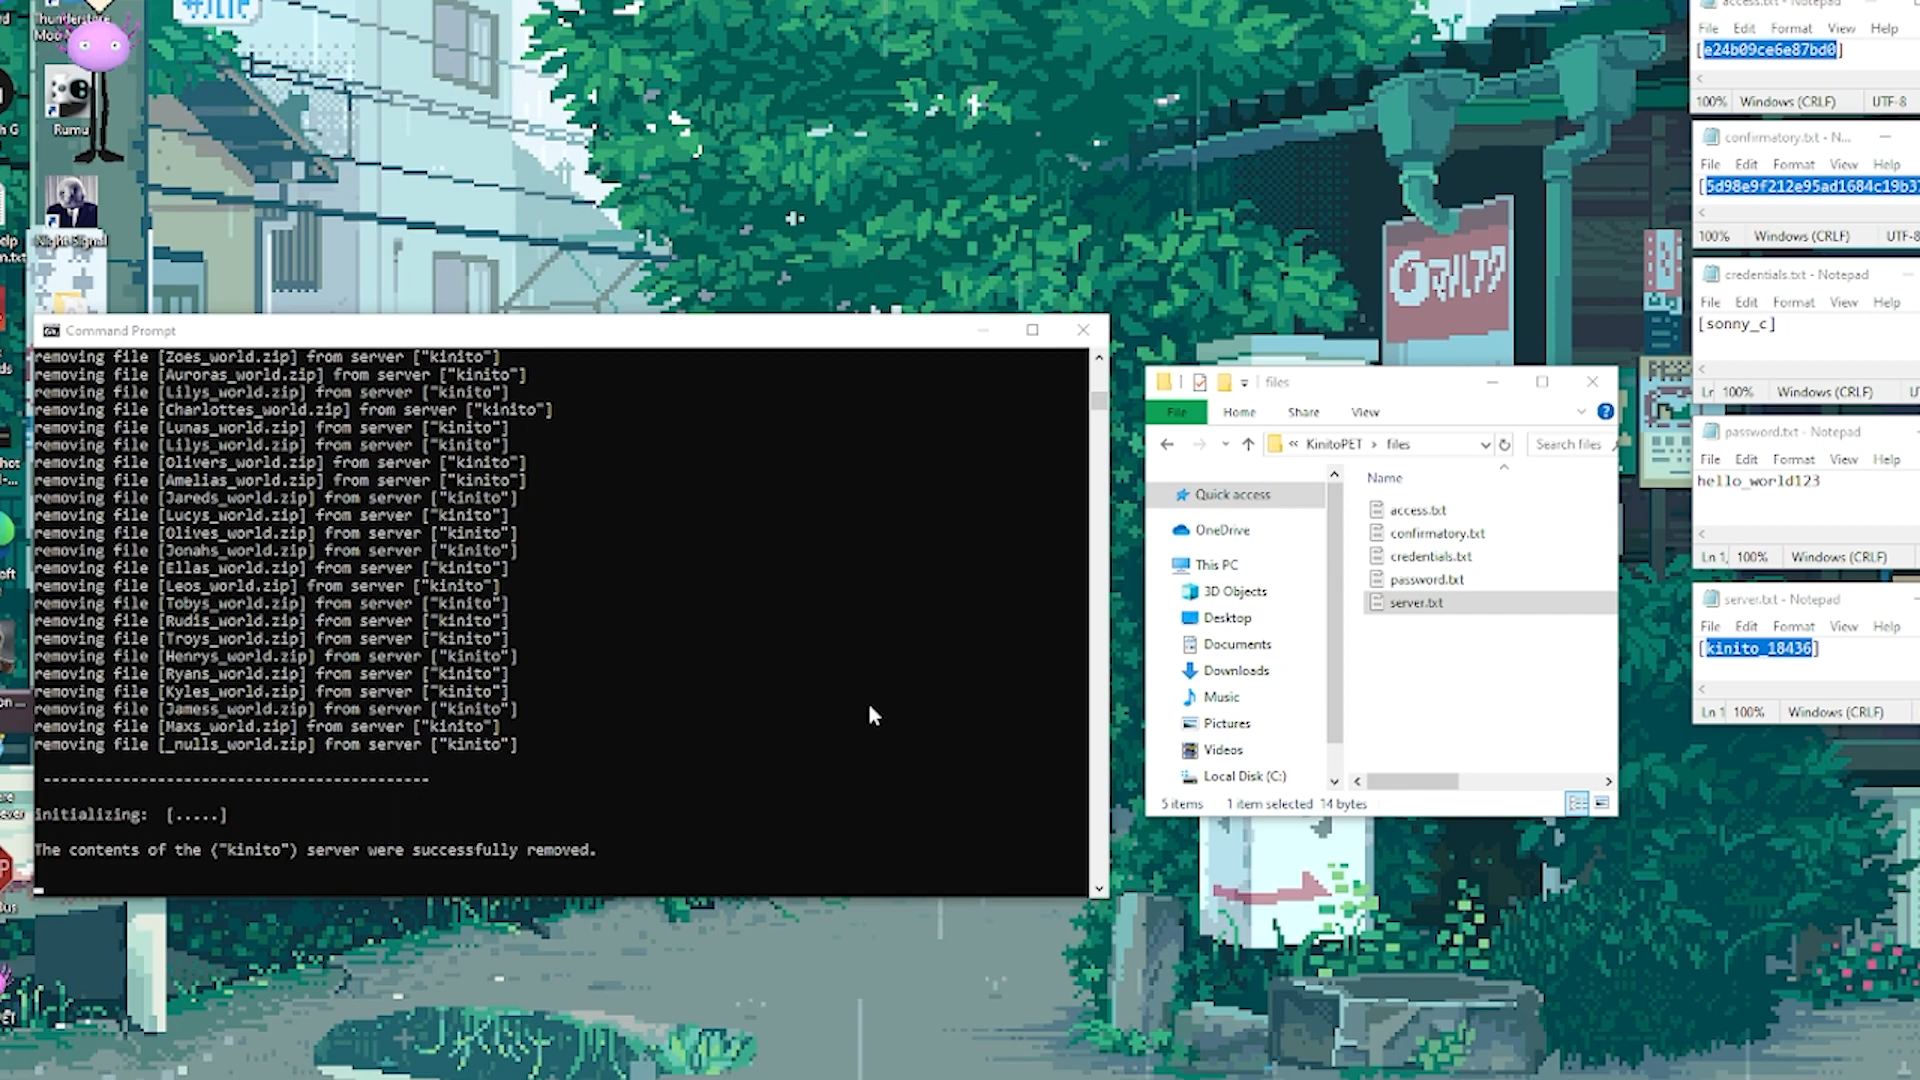 Rumu
Night Signal
Command Prompt
removing file [Zoes_world.zip] from server ["kinito"]
removing file [Auroras_world.zip] from server ["kinito"]
removing file [Lilys_world.zip] from server ["kinito"]
removing file [Charlottes_world.zip] from server ["kinito"]
removing file [Lunas_world.zip] from server ["kinito"]
removing file [Lilys_world.zip] from server ["kinito"]
removing file [Olivers_world.zip] from server ["kinito"]
removing file [Amelias_world.zip] from server ["kinito"]
removing file [Jareds_world.zip] from server ["kinito"]
removing file [Lucys_world.zip] from server ["kinito"]
removing file [Olives_world.zip] from server ["kinito"]
removing file [Jonahs_world.zip] from server ["kinito"]
removing file [Ellas_world.zip] from server ["kinito"]
removing file [Leos_world.zip] from server ["kinito"]
removing file [Tobys_world.zip] from server ["kinito"]
removing file [Rudis_world.zip] from server ["kinito"]
removing file [Troys_world.zip] from server ["kinito"]
removing file [Henrys_world.zip] from server ["kinito"]
removing file [Ryans_world.zip] from server ["kinito"]
removing file [Kyles_world.zip] from server ["kinito"]
removing file [Jamess_world.zip] from server ["kinito"]
removing file [Maxs_world.zip] from server ["kinito"]
removing file [_nulls_world.zip] from server ["kinito"]
--------------------------------------------
initializing:  [.....]
The contents of the ("kinito") server were successfully removed.
files
File Home Share View
« KinitoPET > files
Search files
Quick access
OneDrive
This PC
3D Objects
Desktop
Documents
Downloads
Music
Pictures
Videos
Local Disk (C:)
Name
access.txt
confirmatory.txt
credentials.txt
password.txt
server.txt
5 items 1 item selected 14 bytes
access.txt - Notepad
File Edit Format View Help
[e24b09ce6e87bd0]
100% Windows (CRLF) UTF-8
confirmatory.txt - N...
File Edit Format View Help
[5d98e9f212e95ad1684c19b3
100% Windows (CRLF) UTF-8
credentials.txt - Notepad
File Edit Format View Help
[sonny_c]
100% Windows (CRLF)
password.txt - Notepad
File Edit Format View Help
hello_world123
Ln 1, 100% Windows (CRLF)
server.txt - Notepad
File Edit Format View Help
[kinito_18436]
Ln 1 100% Windows (CRLF)